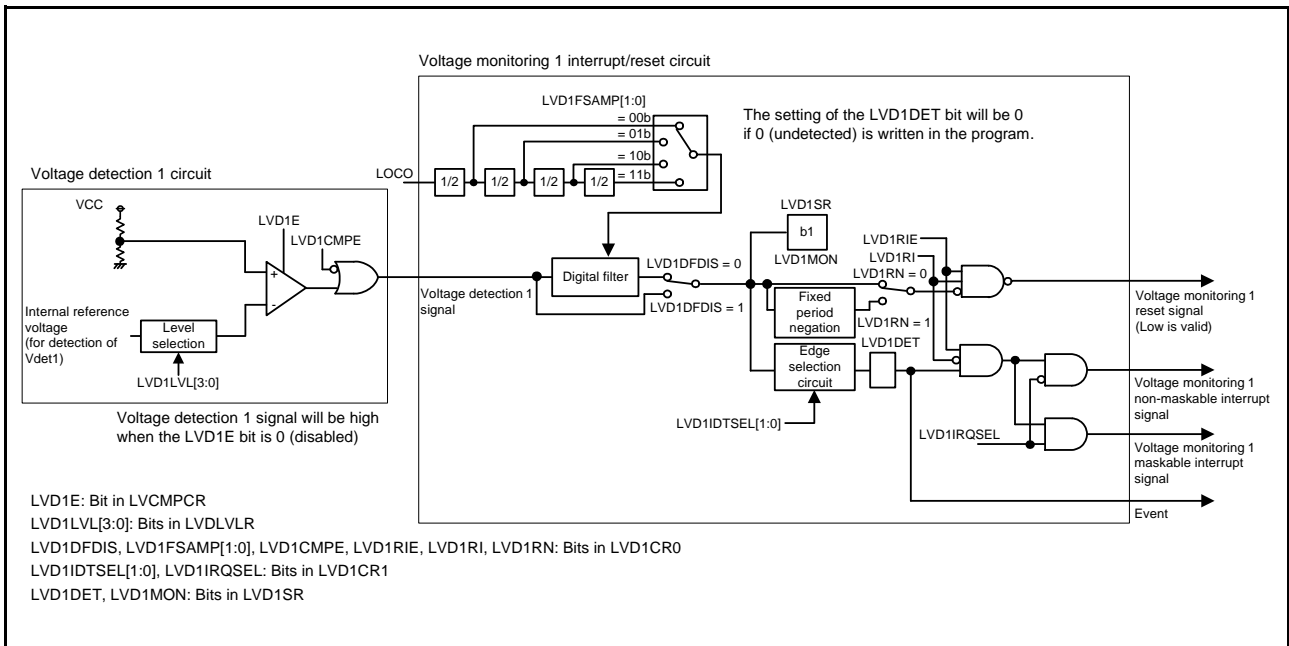 Voltage monitoring 1 interrupt/reset circuit
LVD1FSAMP[1:0]
= 00b
= 01b
= 10b
= 11b
The setting of the LVD1DET bit will be 0
if 0 (undetected) is written in the program.
LOCO
1/2
1/2
1/2
1/2
Voltage detection 1 circuit
VCC
LVD1E
LVD1CMPE
+
-
Internal reference
voltage
(for detection of
Vdet1)
Level
selection
LVD1LVL[3:0]
Voltage detection 1 signal will be high
when the LVD1E bit is 0 (disabled)
Voltage detection 1
signal
Digital filter
LVD1DFDIS = 0
LVD1DFDIS = 1
LVD1SR
b1
LVD1MON
LVD1RIE
LVD1RI
LVD1RN = 0
Fixed
period
negation
LVD1RN = 1
Edge
selection
circuit
LVD1DET
LVD1IDTSEL[1:0]
LVD1IRQSEL
Voltage monitoring 1
reset signal
(Low is valid)
Voltage monitoring 1
non-maskable interrupt
signal
Voltage monitoring 1
maskable interrupt
signal
Event
LVD1E: Bit in LVCMPCR
LVD1LVL[3:0]: Bits in LVDLVLR
LVD1DFDIS, LVD1FSAMP[1:0], LVD1CMPE, LVD1RIE, LVD1RI, LVD1RN: Bits in LVD1CR0
LVD1IDTSEL[1:0], LVD1IRQSEL: Bits in LVD1CR1
LVD1DET, LVD1MON: Bits in LVD1SR